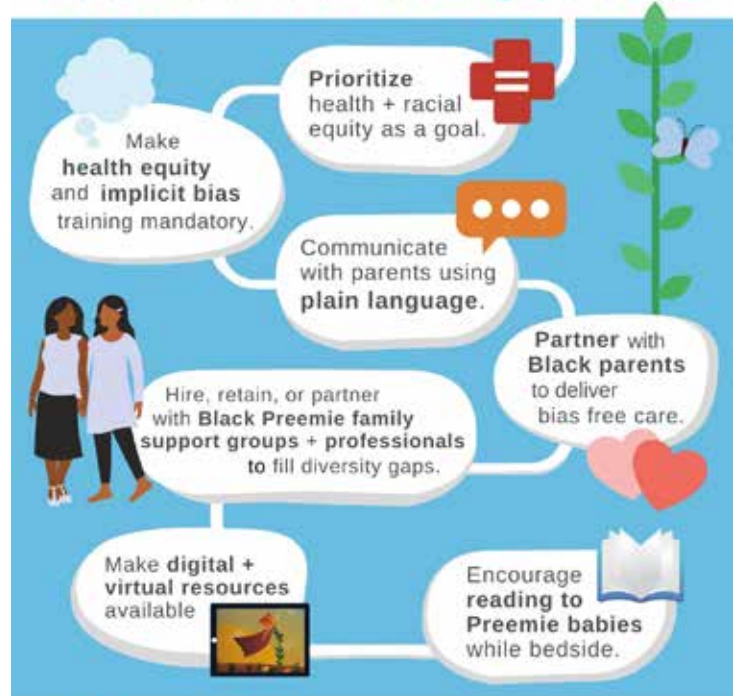 Prioritize
health + racial
equity as a goal.
Make
health equity
and implicit bias
training mandatory.
Communicate
with parents using
plain language.
Partner with
Black parents
to deliver
bias free care.
Hire, retain, or partner
with Black Preemie family
support groups + professionals
to fill diversity gaps.
Make digital +
virtual resources
available
Encourage
reading to
Preemie babies
while bedside.